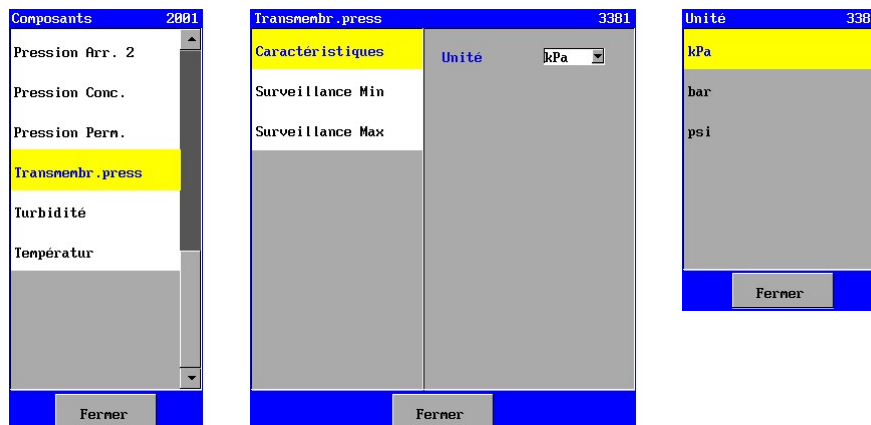 Composants 2001
Pression Arr. 2
Pression Conc.
Pression Perm.
Transmembr.press
Turbidité
Températur
Fermer
Transmembr.press 3381
Caractéristiques
Surveillance Min
Surveillance Max
Unité kPa
Fermer
Unité 338
kPa
bar
psi
Fermer